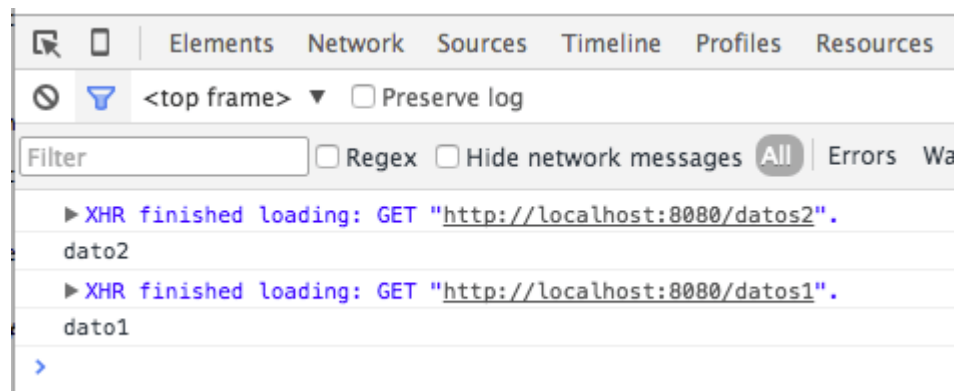 Elements Network Sources Timeline Profiles Resources
<top frame> ▼ Preserve log
Filter Regex Hide network messages All Errors
▶ XHR finished loading: GET "http://localhost:8080/datos2".
dato2
▶ XHR finished loading: GET "http://localhost:8080/datos1".
dato1
>